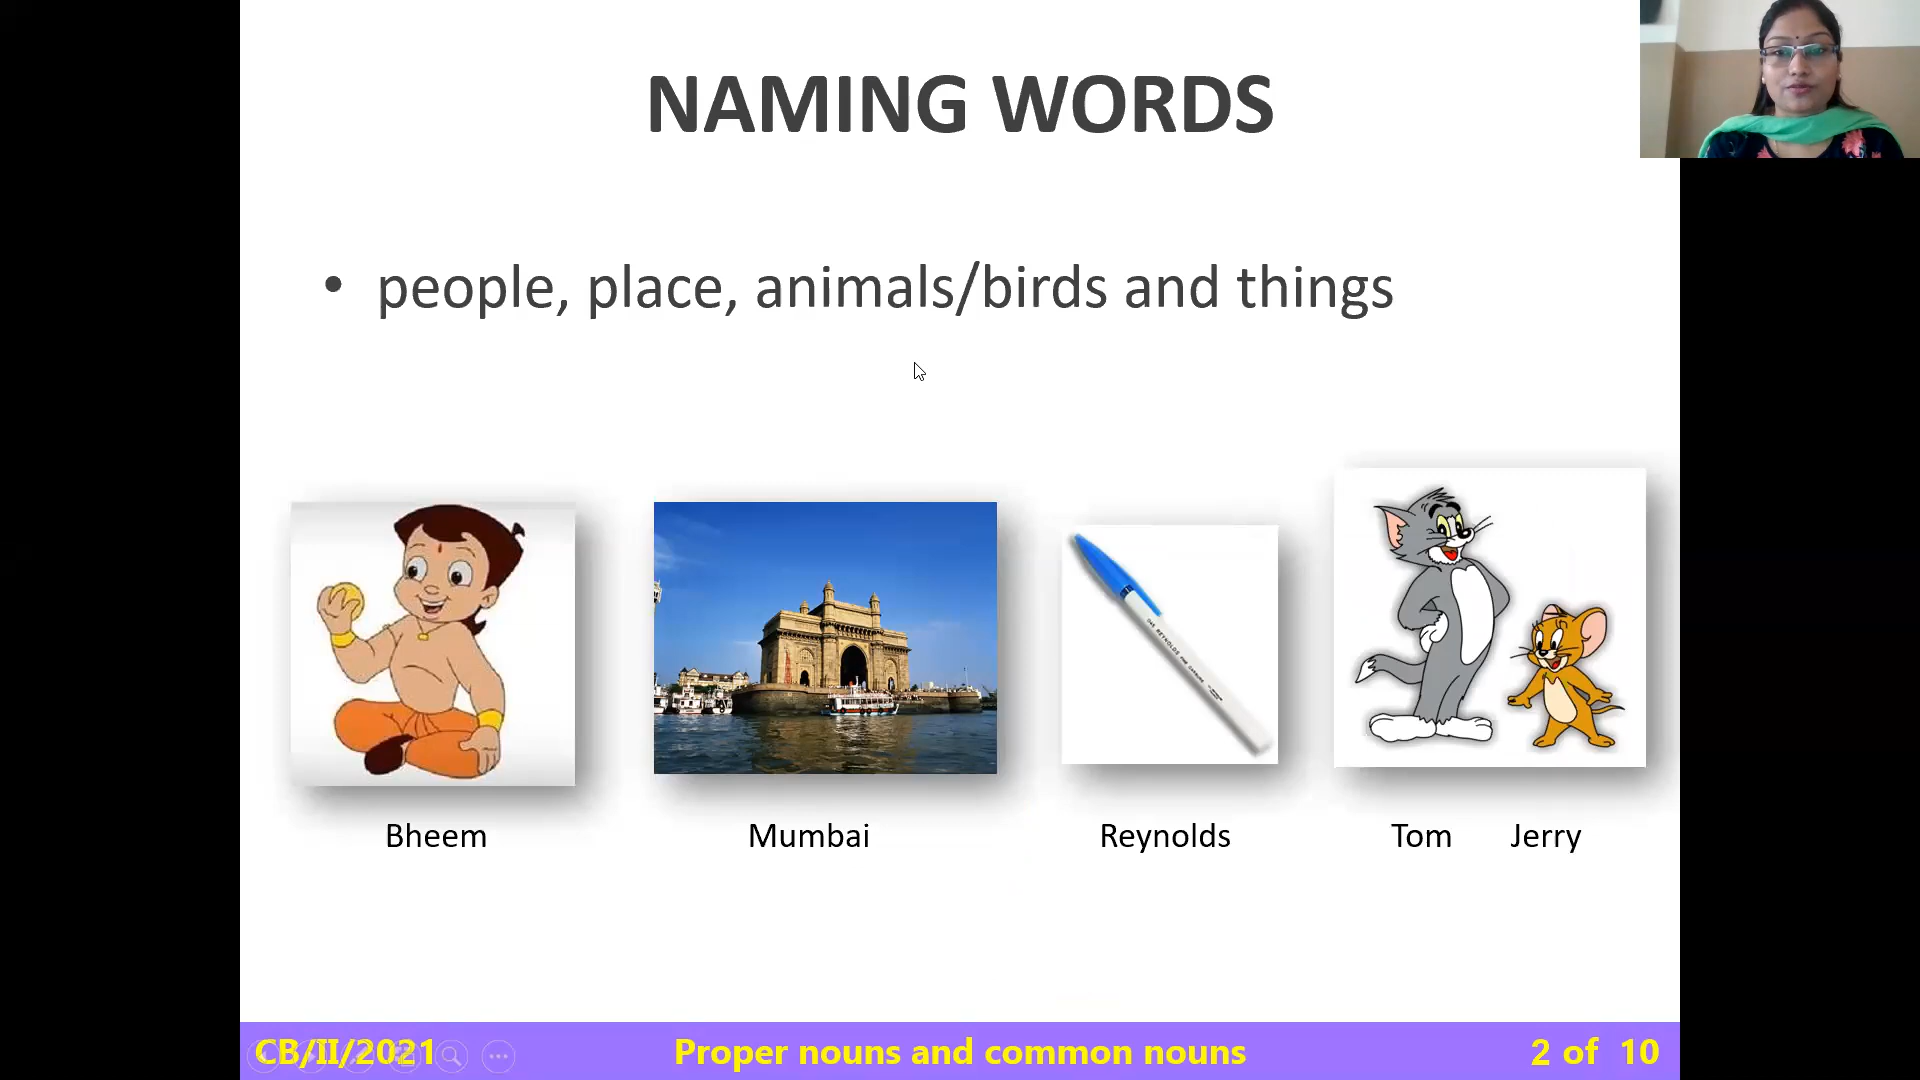 NAMING WORDS
• people, place, animals/birds and things
Bheem Mumbai Reynolds Tom Jerry
CB/II/2021 Proper nouns and common nouns 2 of 10